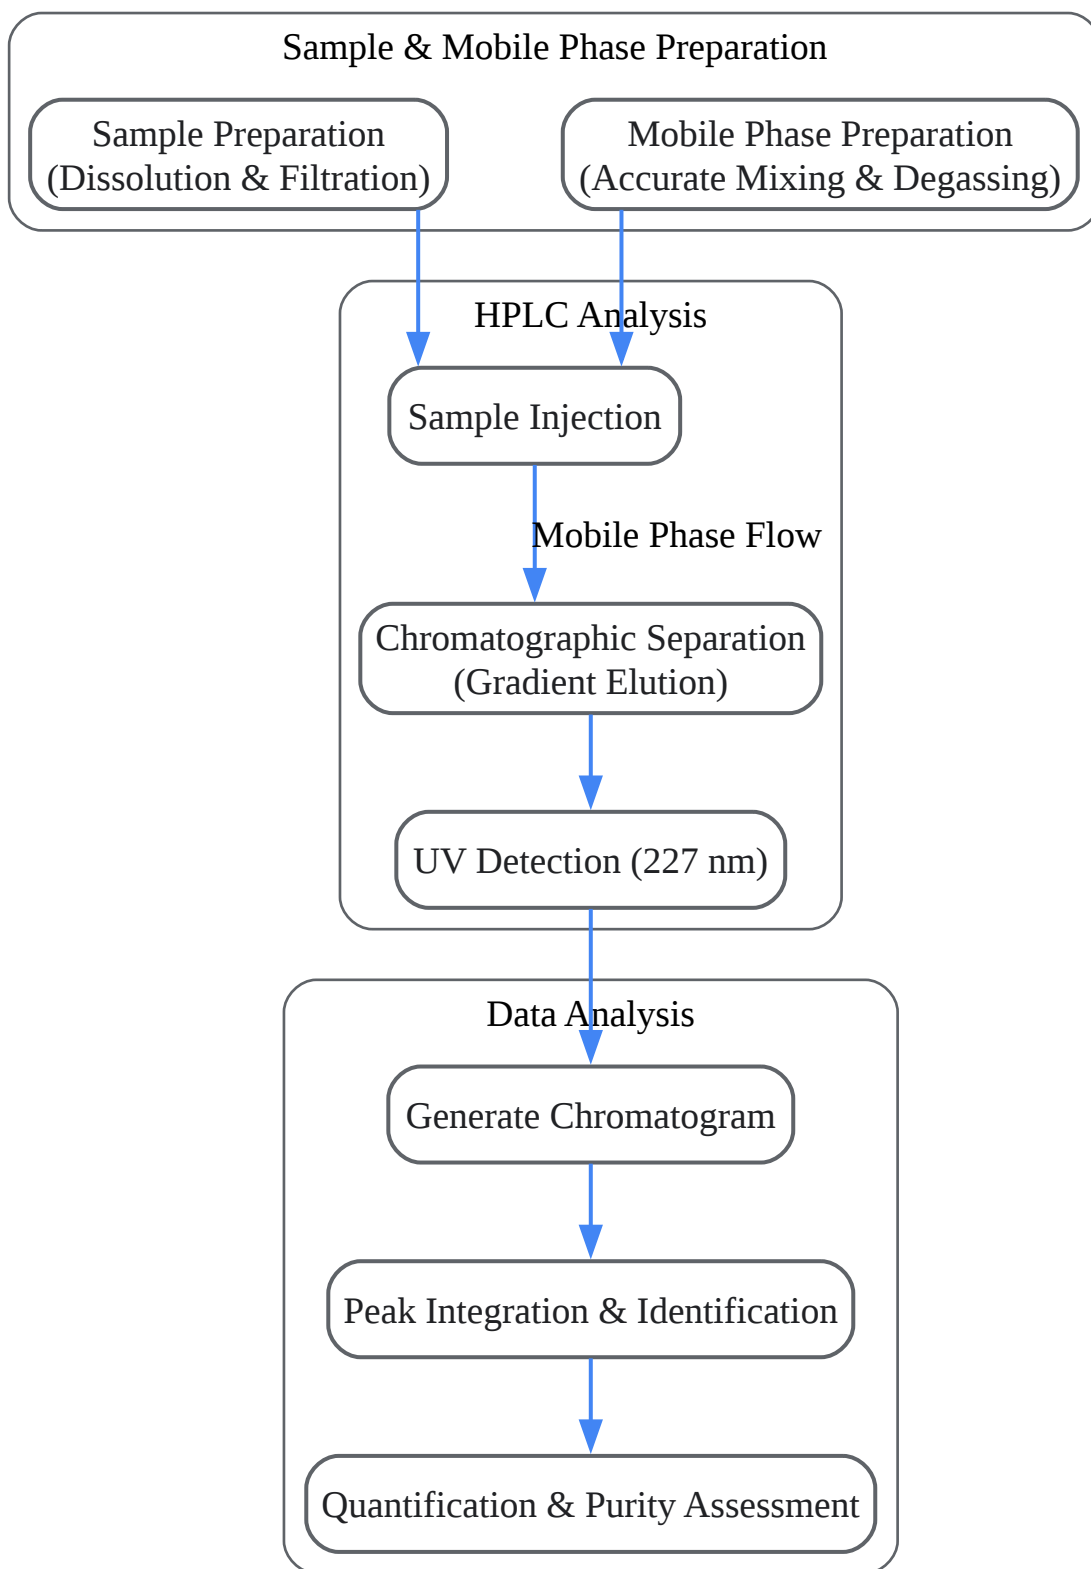 Sample & Mobile Phase Preparation
Sample Preparation
(Dissolution & Filtration)
Mobile Phase Preparation
(Accurate Mixing & Degassing)
HPLC Analysis
Sample Injection
Mobile Phase Flow
Chromatographic Separation
(Gradient Elution)
UV Detection (227 nm)
Data Analysis
Generate Chromatogram
Peak Integration & Identification
Quantification & Purity Assessment